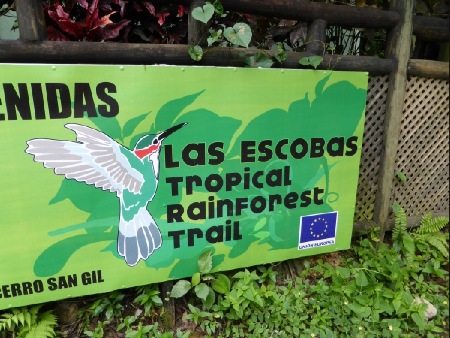 ENIDAS
Las Escobas
Tropical
Rainforest
Trail
CERRO SAN GIL